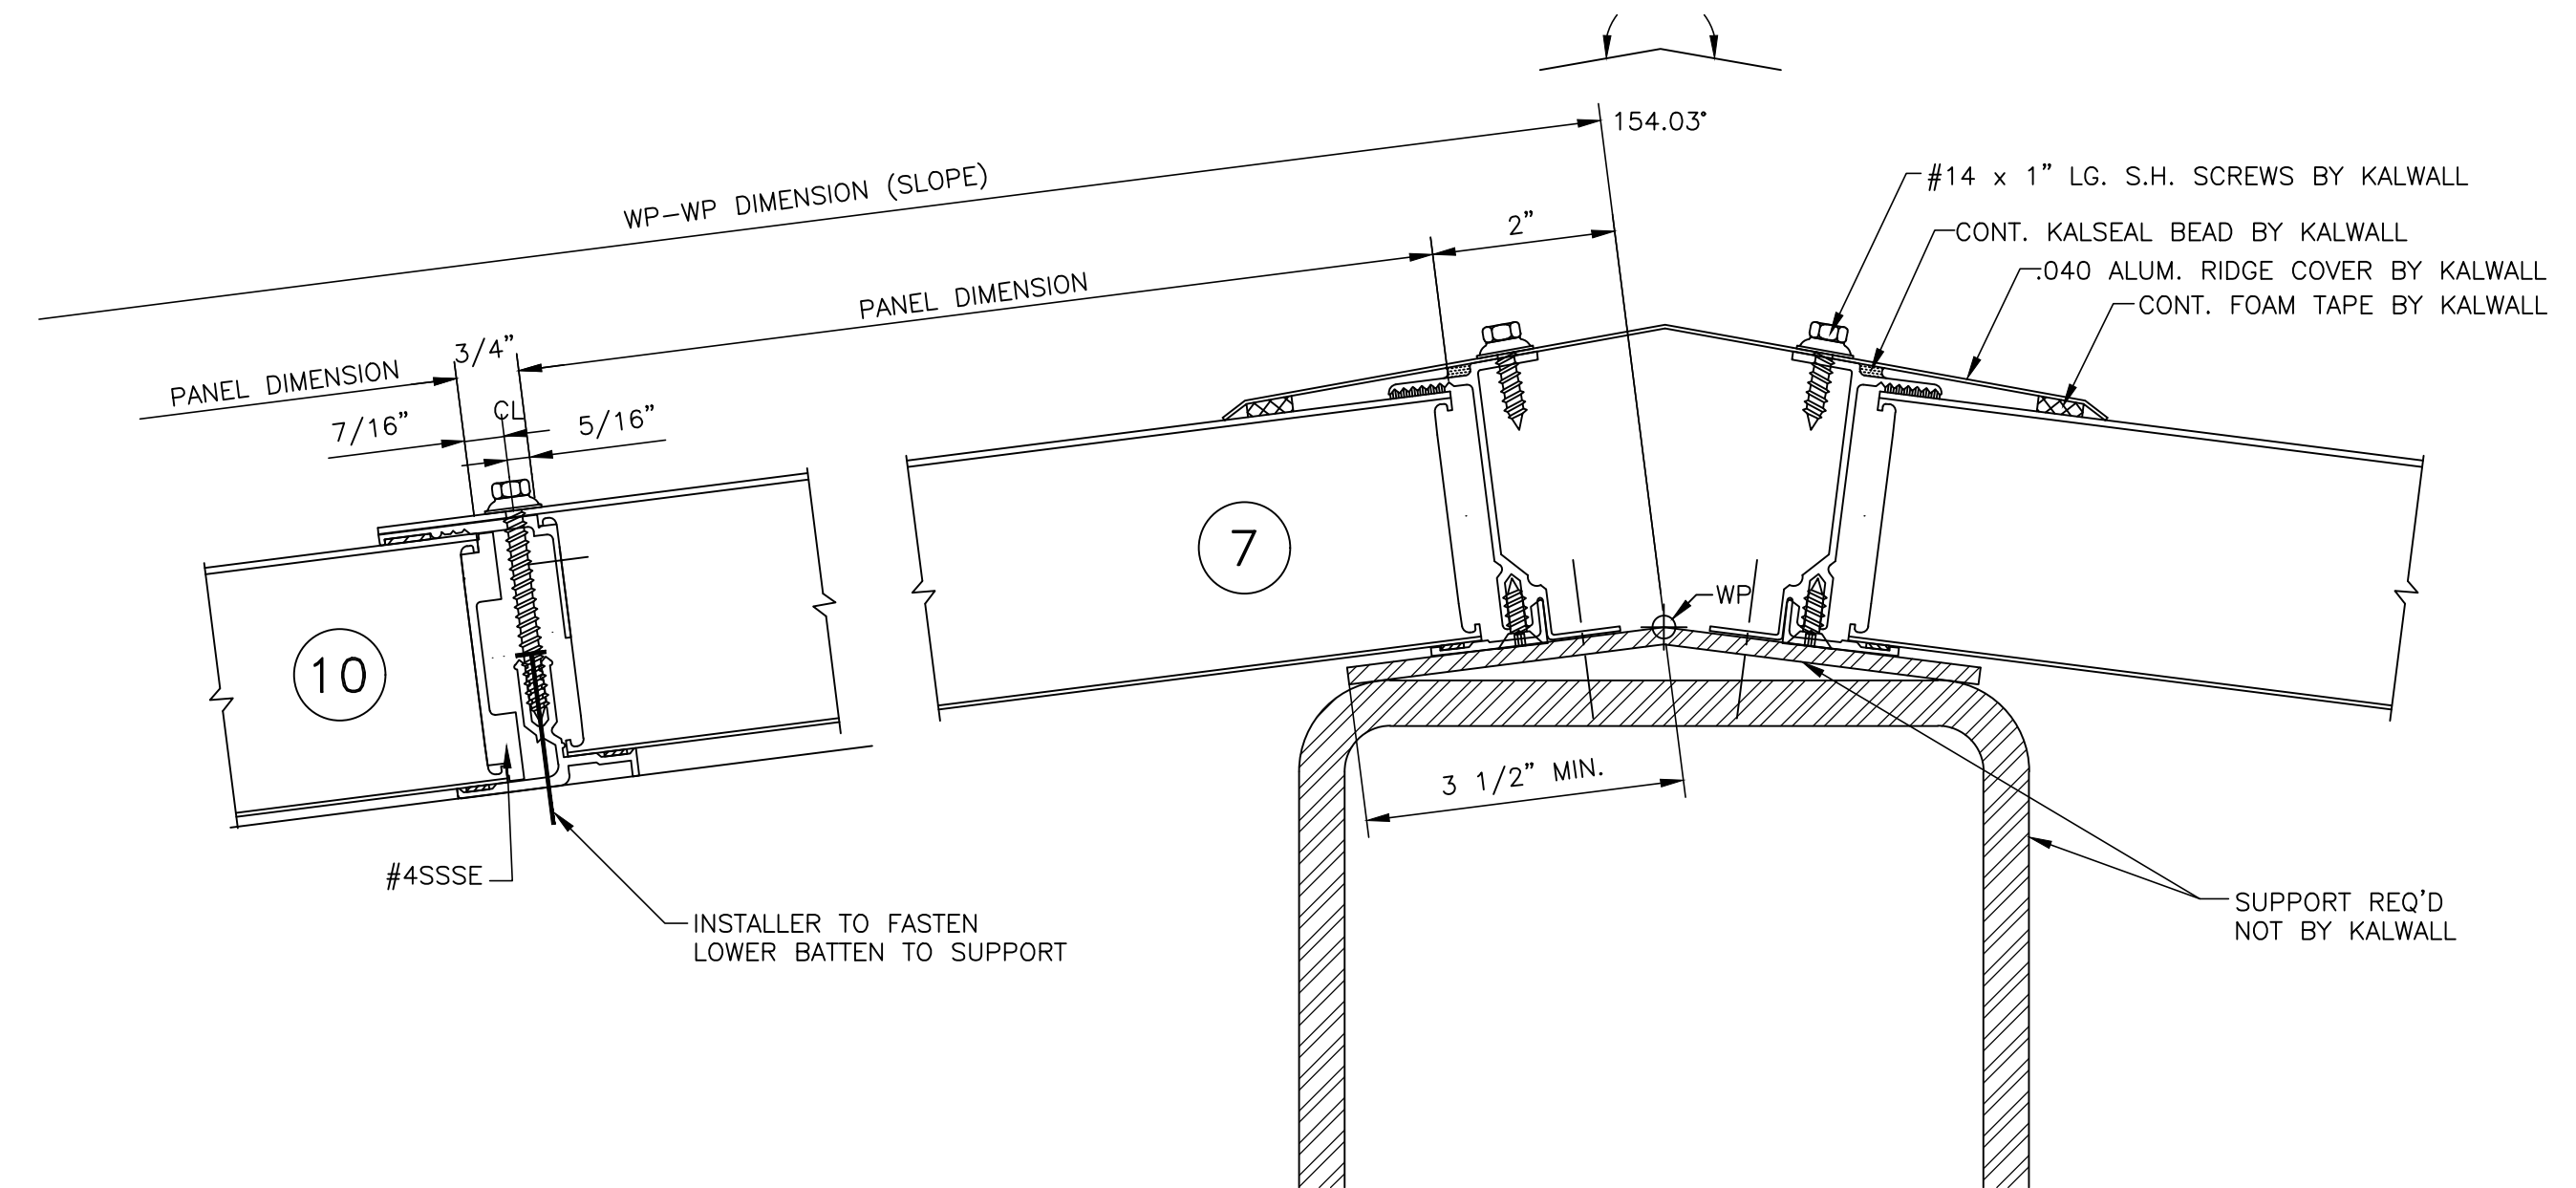 154.03°
WP-WP DIMENSION (SLOPE)
#14 x 1” LG. S.H. SCREWS BY KALWALL
2”
CONT. KALSEAL BEAD BY KALWALL
.040 ALUM. RIDGE COVER BY KALWALL
PANEL DIMENSION
CONT. FOAM TAPE BY KALWALL
3/4”
PANEL DIMENSION
CL
7/16”
5/16”
7
WP
10
3 1/2” MIN.
#4SSSE
INSTALLER TO FASTEN
LOWER BATTEN TO SUPPORT
SUPPORT REQ'D
NOT BY KALWALL